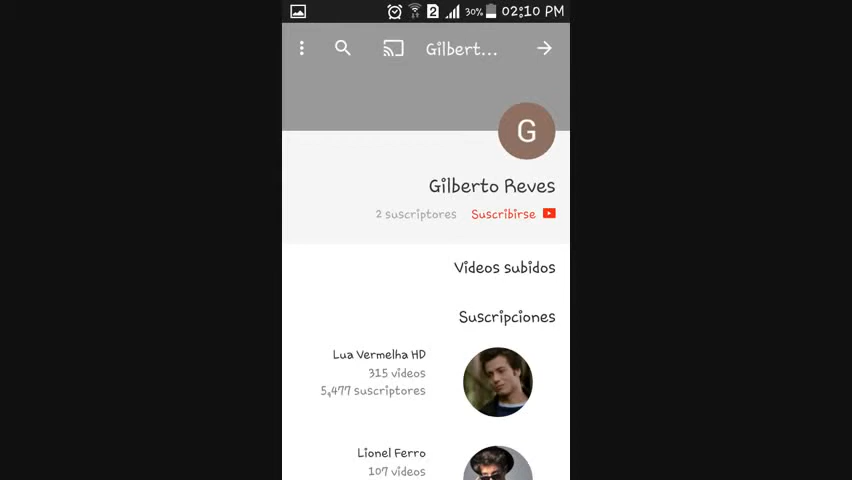 2 30% 02:10 PM
Gilbert...
G
Gilberto Reves
2 suscriptores Suscribirse
Videos subidos
Suscripciones
Lua Vermelha HD
315 videos
5,477 suscriptores
Lionel Ferro
107 videos